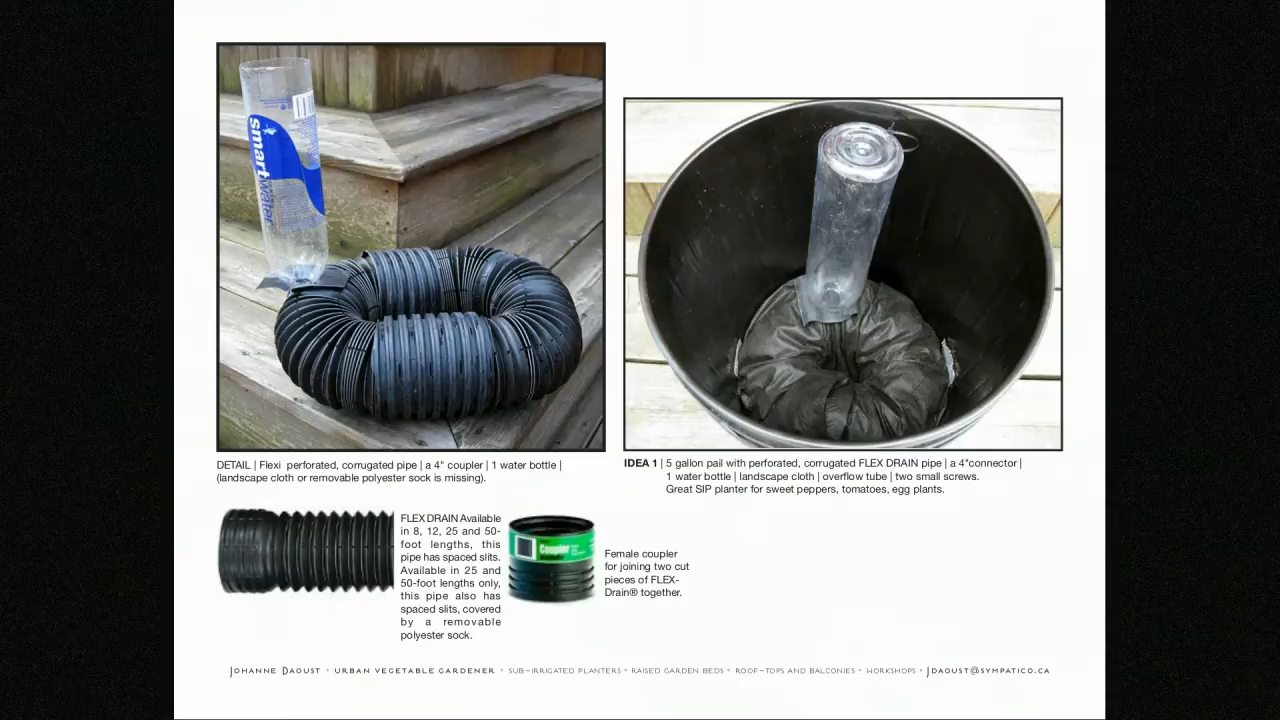 smartwater
DETAIL | Flexi perforated, corrugated pipe | a 4" coupler | 1 water bottle |
(landscape cloth or removable polyester sock is missing).
IDEA 1 | 5 gallon pail with perforated, corrugated FLEX DRAIN pipe | a 4"connector |
1 water bottle | landscape cloth | overflow tube | two small screws.
Great SIP planter for sweet peppers, tomatoes, egg plants.
FLEX DRAIN Available
in 8, 12, 25 and 50-
foot lengths, this
pipe has spaced slits.
Available in 25 and
50-foot lengths only,
this pipe also has
spaced slits, covered
by a removable
polyester sock.
Coupler
Female coupler
for joining two cut
pieces of FLEX-
Drain® together.
JOHANNE DAOUST • URBAN VEGETABLE GARDENER • SUB-IRRIGATED PLANTERS • RAISED GARDEN BEDS • ROOF-TOPS AND BALCONIES • WORKSHOPS • JDAOUST@SYMPATICO.CA